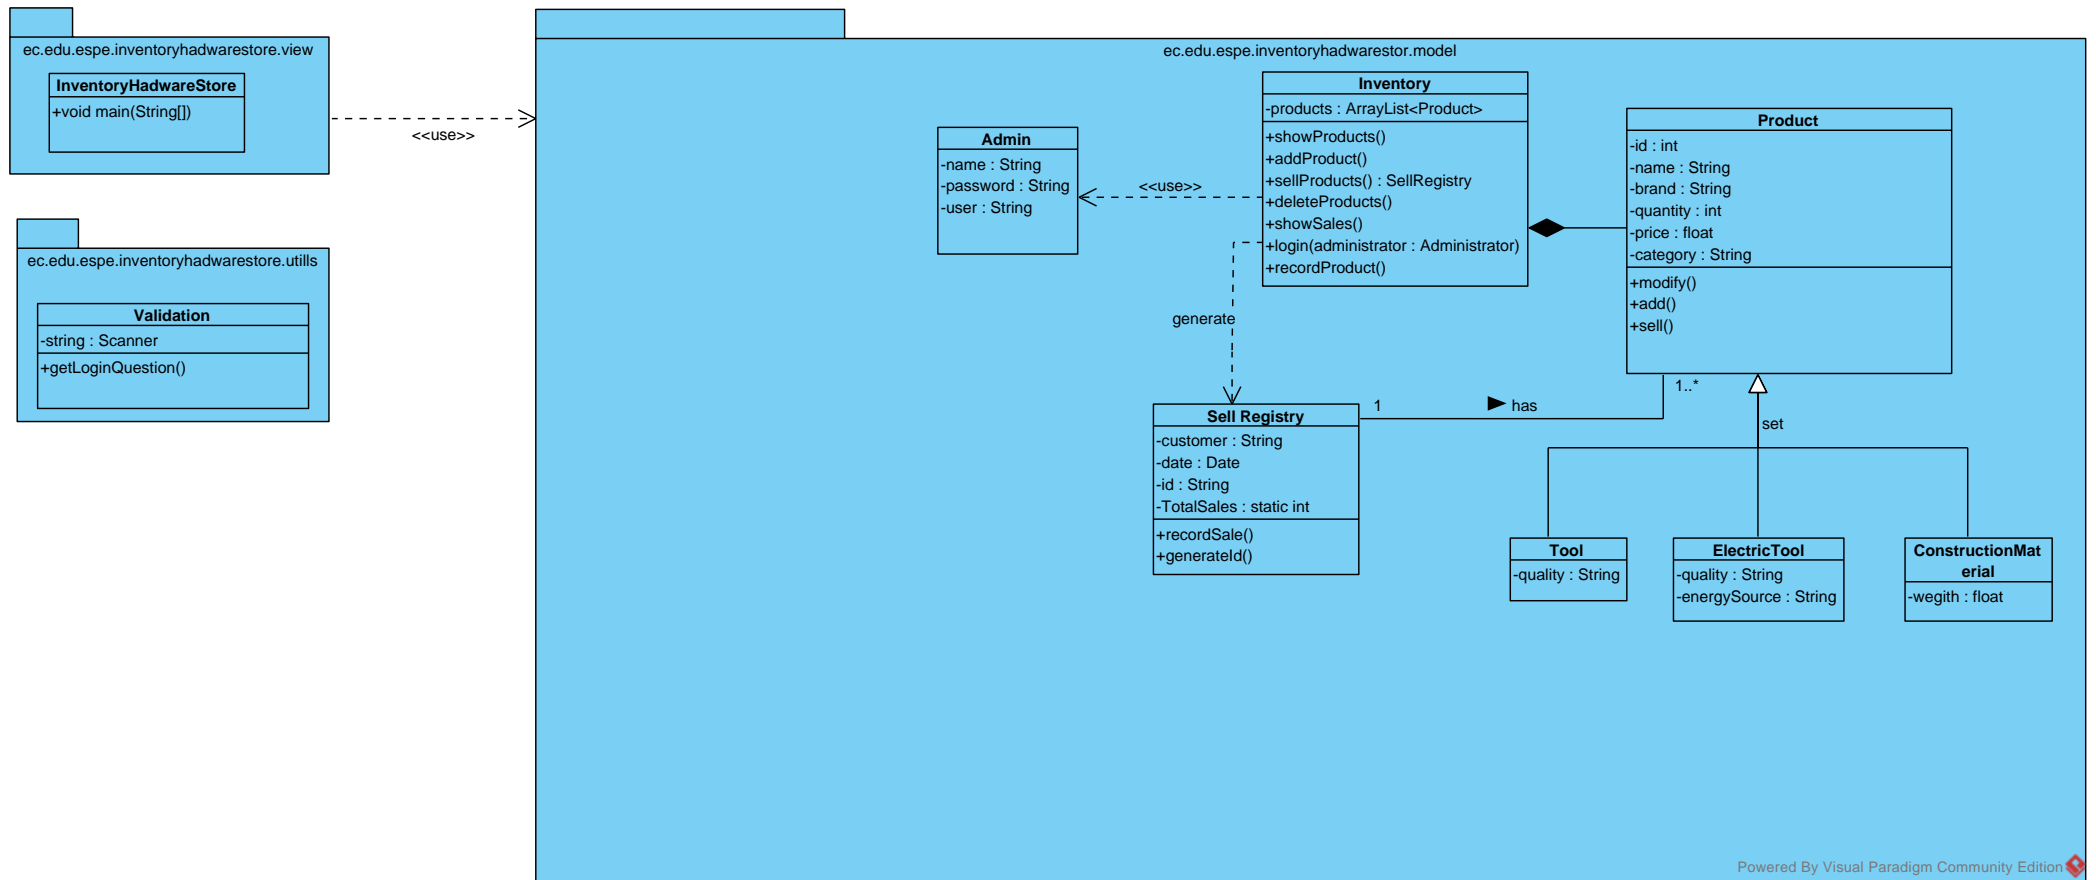 ec.edu.espe.inventoryhadwarestore.view
InventoryHadwareStore
+void main(String[])
<<use>>
ec.edu.espe.inventoryhadwarestore.utills
Validation
-string : Scanner
+getLoginQuestion()
ec.edu.espe.inventoryhadwarestor.model
Admin
-name : String
-password : String
-user : String
<<use>>
Inventory
-products : ArrayList<Product>
+showProducts()
+addProduct()
+sellProducts() : SellRegistry
+deleteProducts()
+showSales()
+login(administrator : Administrator)
+recordProduct()
Product
-id : int
-name : String
-brand : String
-quantity : int
-price : float
-category : String
+modify()
+add()
+sell()
generate
Sell Registry
-customer : String
-date : Date
-id : String
-TotalSales : static int
+recordSale()
+generateId()
1
has
1..*
set
Tool
-quality : String
ElectricTool
-quality : String
-energySource : String
ConstructionMat
erial
-wegith : float
Powered By Visual Paradigm Community Edition